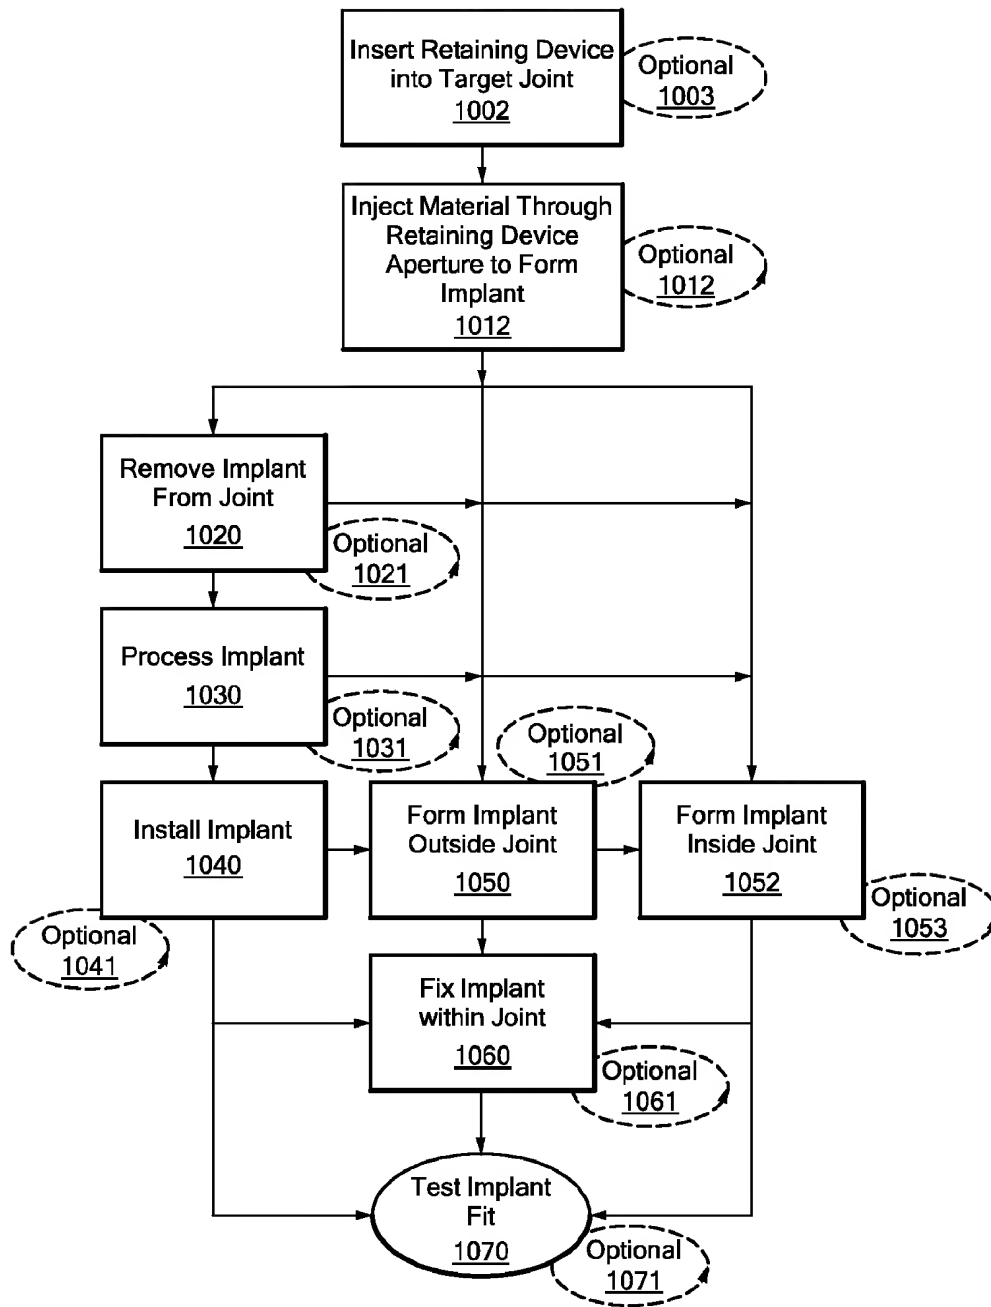 Insert Retaining Device
into Target Joint
1002
Optional
1003
Inject Material Through
Retaining Device
Aperture to Form
Implant
1012
Optional
1012
Remove Implant
From Joint
1020
Optional
1021
Process Implant
1030
Optional
1031
Optional
1051
Install Implant
1040
Optional
1041
Form Implant
Outside Joint
1050
Form Implant
Inside Joint
1052
Optional
1053
Fix Implant
within Joint
1060
Optional
1061
Test Implant
Fit
1070
Optional
1071